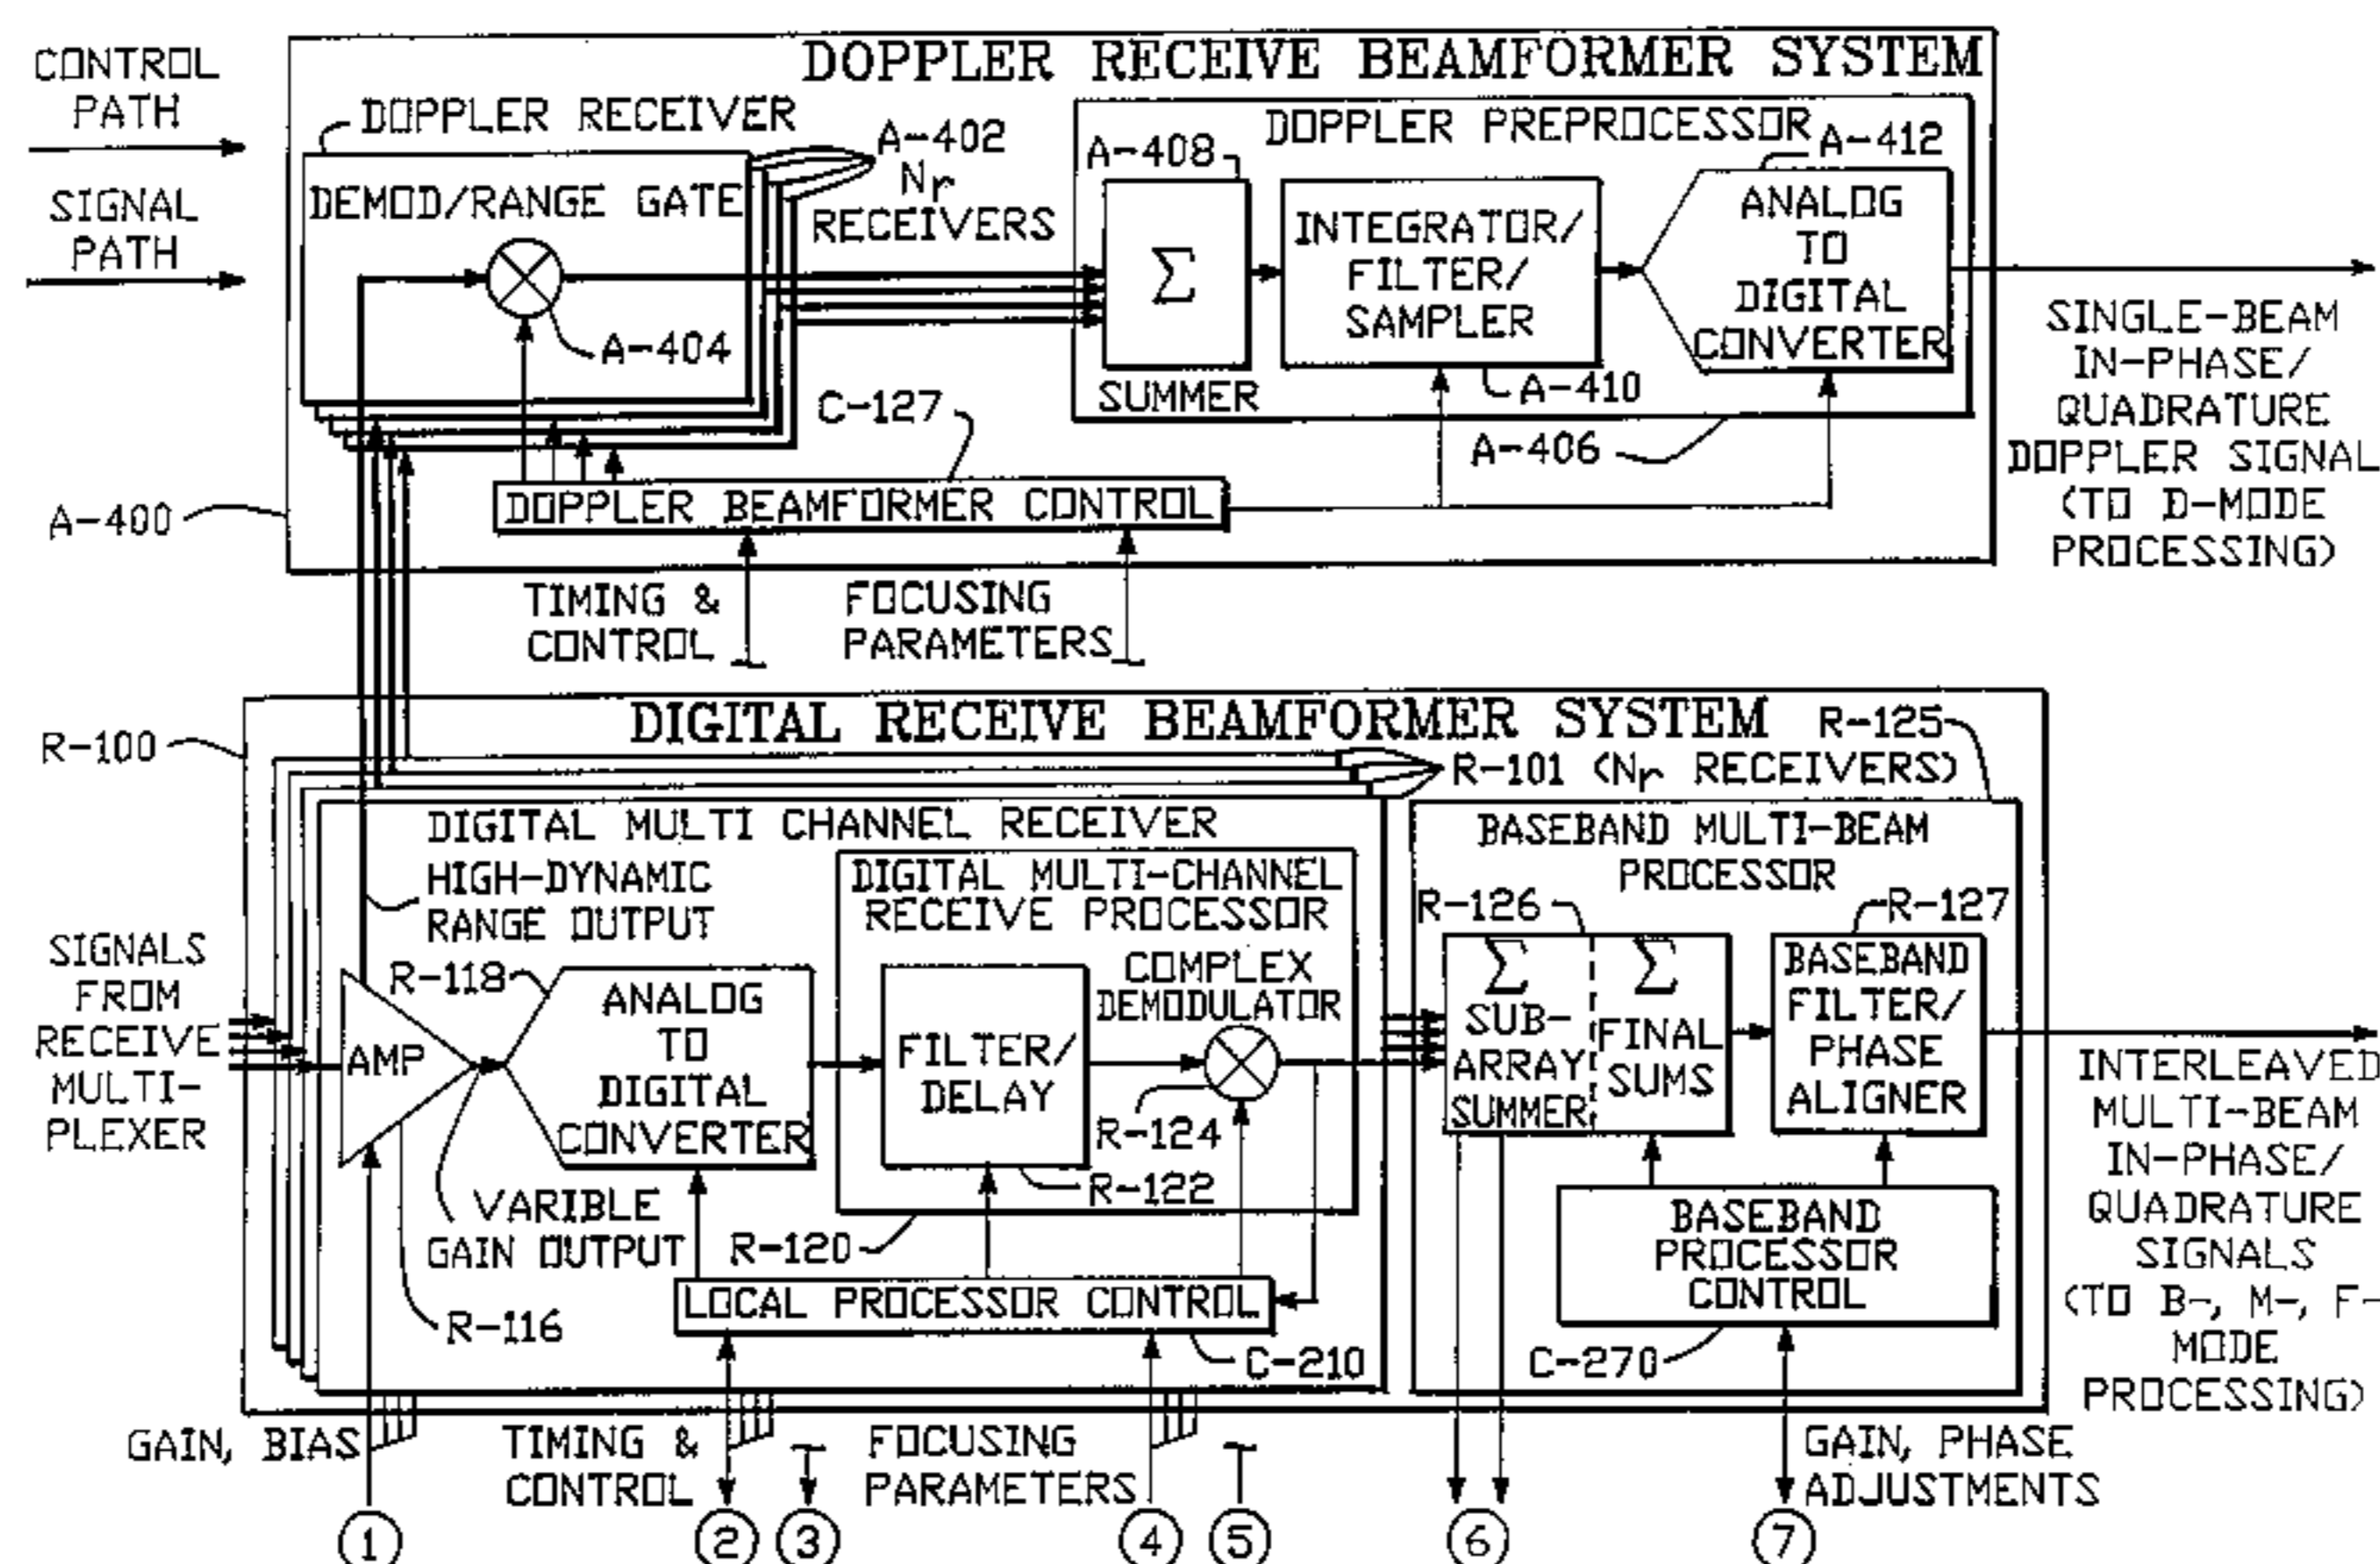 CONTROL
PATH
SIGNAL
PATH
DOPPLER RECEIVE BEAMFORMER SYSTEM
DOPPLER RECEIVER
A-402
Nr
RECEIVERS
DEMOD/RANGE GATE
A-404
DOPPLER PREPROCESSOR
A-408
Σ
SUMMER
INTEGRATOR/
FILTER/
SAMPLER
A-410
A-412
ANALOG
TO
DIGITAL
CONVERTER
A-406
C-127
DOPPLER BEAMFORMER CONTROL
A-400
TIMING &
CONTROL
FOCUSING
PARAMETERS
SINGLE-BEAM
IN-PHASE/
QUADRATURE
DOPPLER SIGNAL
(TO D-MODE
PROCESSING)
DIGITAL RECEIVE BEAMFORMER SYSTEM
R-100
R-125
R-101 (Nr RECEIVERS)
DIGITAL MULTI CHANNEL RECEIVER
HIGH-DYNAMIC
RANGE OUTPUT
SIGNALS
FROM
RECEIVE
MULTI-
PLEXER
AMP
R-118
ANALOG
TO
DIGITAL
CONVERTER
VARIBLE
GAIN OUTPUT
R-116
DIGITAL MULTI-CHANNEL
RECEIVE PROCESSOR
COMPLEX
DEMODULATOR
FILTER/
DELAY
R-124
R-122
R-120
LOCAL PROCESSOR CONTROL
C-210
BASEBAND MULTI-BEAM
PROCESSOR
R-126
R-127
Σ Σ
SUB-
ARRAY
SUMMER
FINAL
SUMS
BASEBAND
FILTER/
PHASE
ALIGNER
BASEBAND
PROCESSOR
CONTROL
C-270
INTERLEAVED
MULTI-BEAM
IN-PHASE/
QUADRATURE
SIGNALS
(TO B-, M-, F-
MODE
PROCESSING)
GAIN, BIAS
TIMING &
CONTROL
FOCUSING
PARAMETERS
GAIN, PHASE
ADJUSTMENTS
1 2 3 4 5 6 7